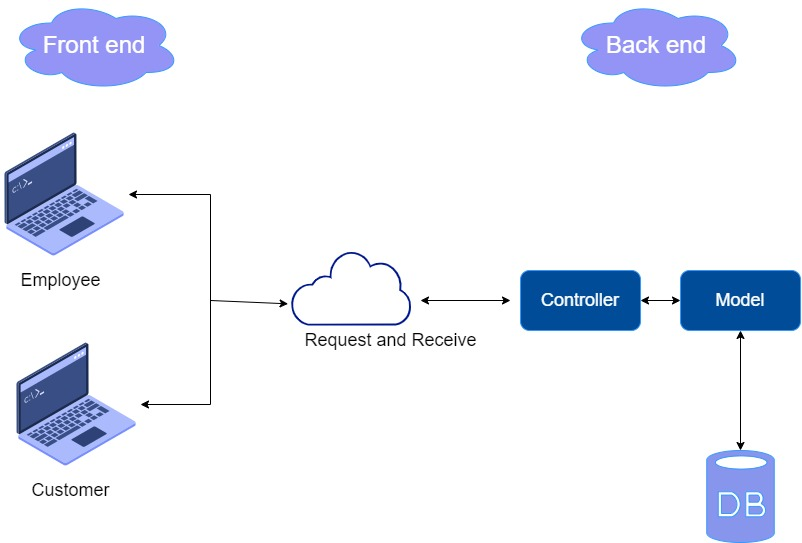 Front end
Back end
c:\>_
Employee
Request and Receive
Controller
Model
c:\>_
Customer
DB